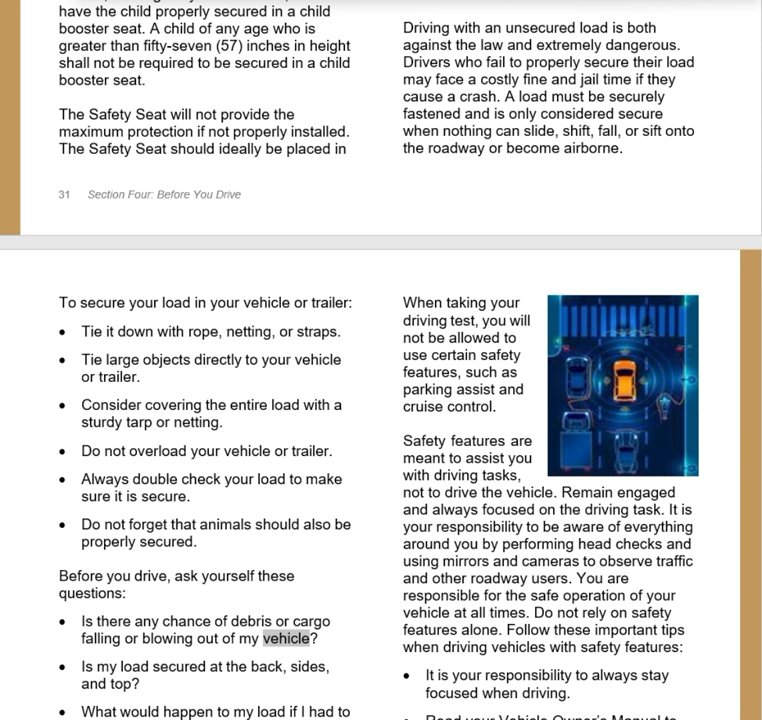 have the child properly secured in a child
booster seat. A child of any age who is
greater than fifty-seven (57) inches in height
shall not be required to be secured in a child
booster seat.
The Safety Seat will not provide the
maximum protection if not properly installed.
The Safety Seat should ideally be placed in
Driving with an unsecured load is both
against the law and extremely dangerous.
Drivers who fail to properly secure their load
may face a costly fine and jail time if they
cause a crash. A load must be securely
fastened and is only considered secure
when nothing can slide, shift, fall, or sift onto
the roadway or become airborne.
31 Section Four: Before You Drive
To secure your load in your vehicle or trailer:
• Tie it down with rope, netting, or straps.
• Tie large objects directly to your vehicle
or trailer.
• Consider covering the entire load with a
sturdy tarp or netting.
• Do not overload your vehicle or trailer.
• Always double check your load to make
sure it is secure.
• Do not forget that animals should also be
properly secured.
Before you drive, ask yourself these
questions:
• Is there any chance of debris or cargo
falling or blowing out of my vehicle?
• Is my load secured at the back, sides,
and top?
• What would happen to my load if I had to
When taking your
driving test, you will
not be allowed to
use certain safety
features, such as
parking assist and
cruise control.
Safety features are
meant to assist you
with driving tasks,
not to drive the vehicle. Remain engaged
and always focused on the driving task. It is
your responsibility to be aware of everything
around you by performing head checks and
using mirrors and cameras to observe traffic
and other roadway users. You are
responsible for the safe operation of your
vehicle at all times. Do not rely on safety
features alone. Follow these important tips
when driving vehicles with safety features:
• It is your responsibility to always stay
focused when driving.
• Read your Vehicle Owner's Manual to